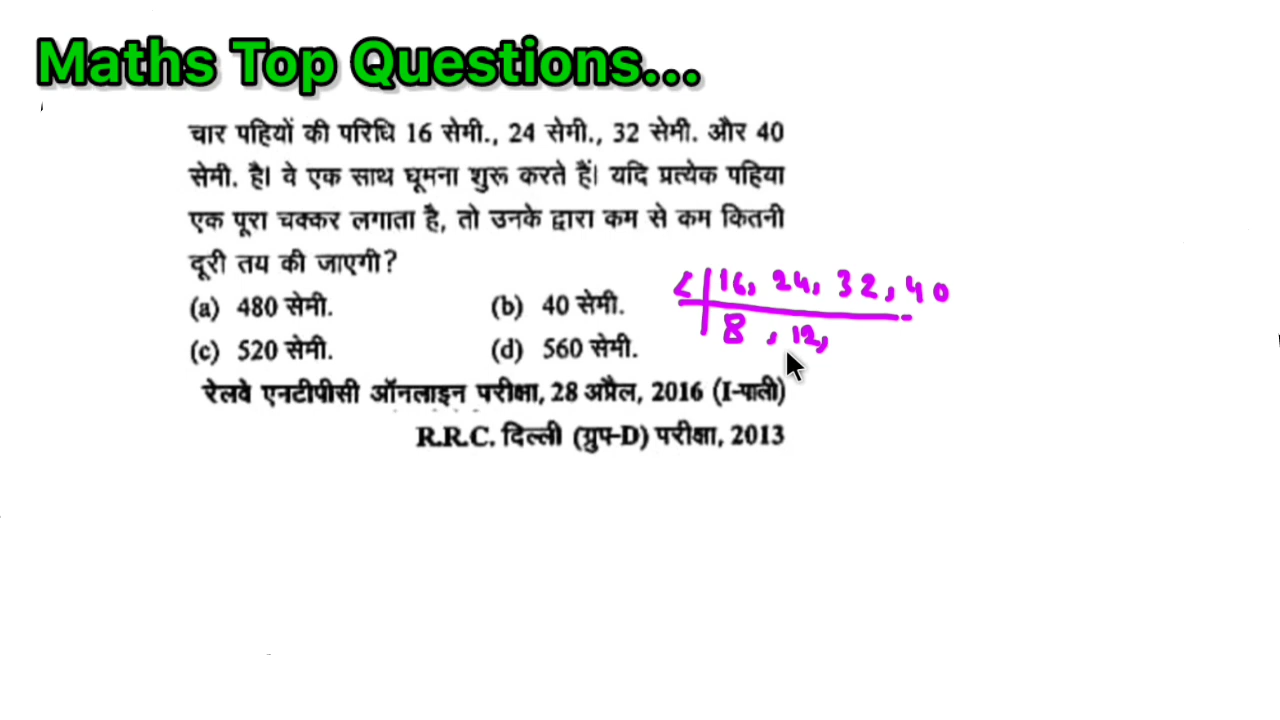 Maths Top Questions...
चार पहियों की परिधि 16 सेमी., 24 सेमी., 32 सेमी. और 40
सेमी. है। वे एक साथ घूमना शुरू करते हैं। यदि प्रत्येक पहिया
एक पूरा चक्कर लगाता है, तो उनके द्वारा कम से कम कितनी
दूरी तय की जाएगी?
(a) 480 सेमी. (b) 40 सेमी.
(c) 520 सेमी. (d) 560 सेमी.
रेलवे एनटीपीसी ऑनलाइन परीक्षा, 28 अप्रैल, 2016 (I-पाली)
R.R.C. दिल्ली (ग्रुप-D) परीक्षा, 2013
16, 24, 32, 40
8, 12,